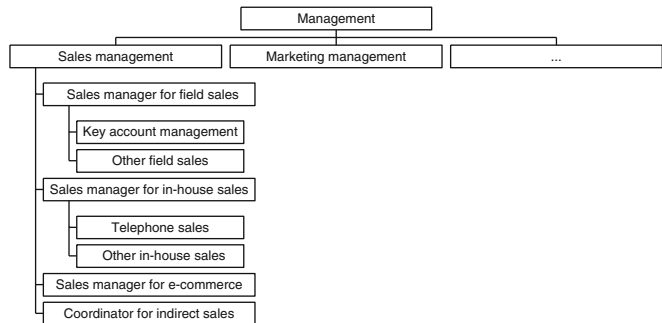 Management
Sales management
Marketing management
...
Sales manager for field sales
Key account management
Other field sales
Sales manager for in-house sales
Telephone sales
Other in-house sales
Sales manager for e-commerce
Coordinator for indirect sales